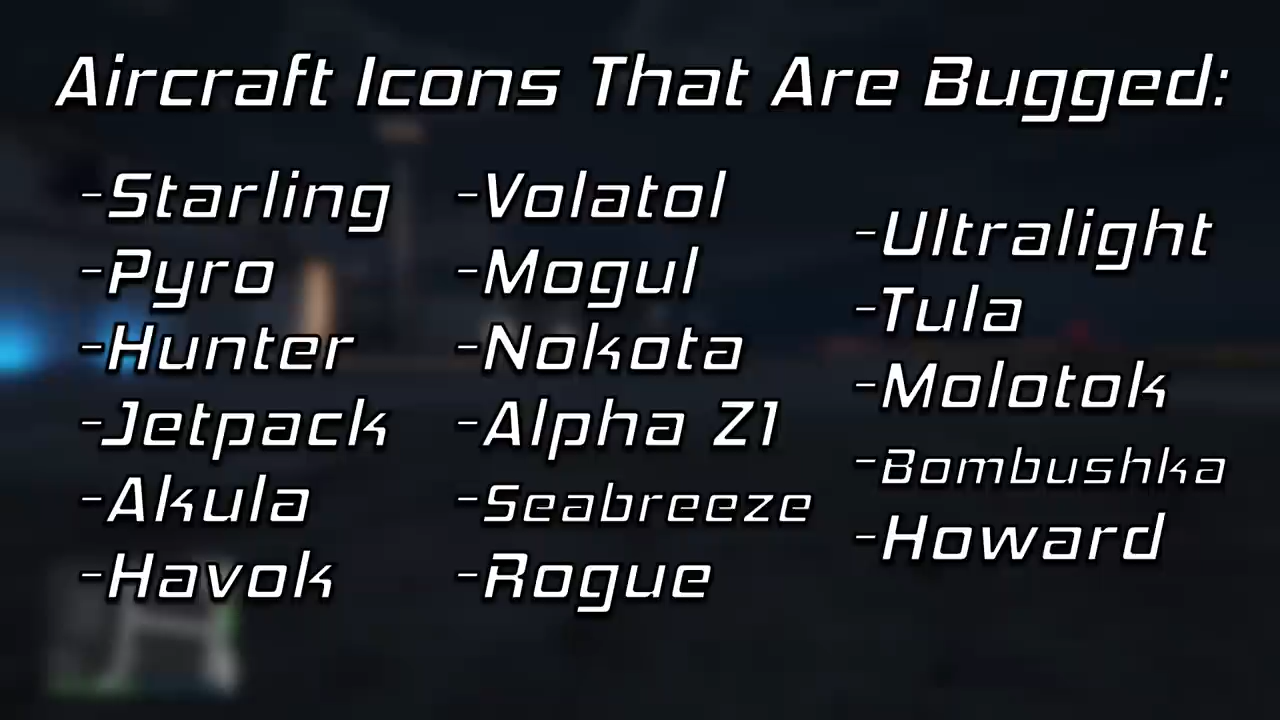 Aircraft Icons That Are Bugged:
-Starling
-Pyro
-Hunter
-Jetpack
-Akula
-Havok
-Volatol
-Mogul
-Nokota
-Alpha Z1
-Seabreeze
-Rogue
-Ultralight
-Tula
-Molotok
-Bombushka
-Howard